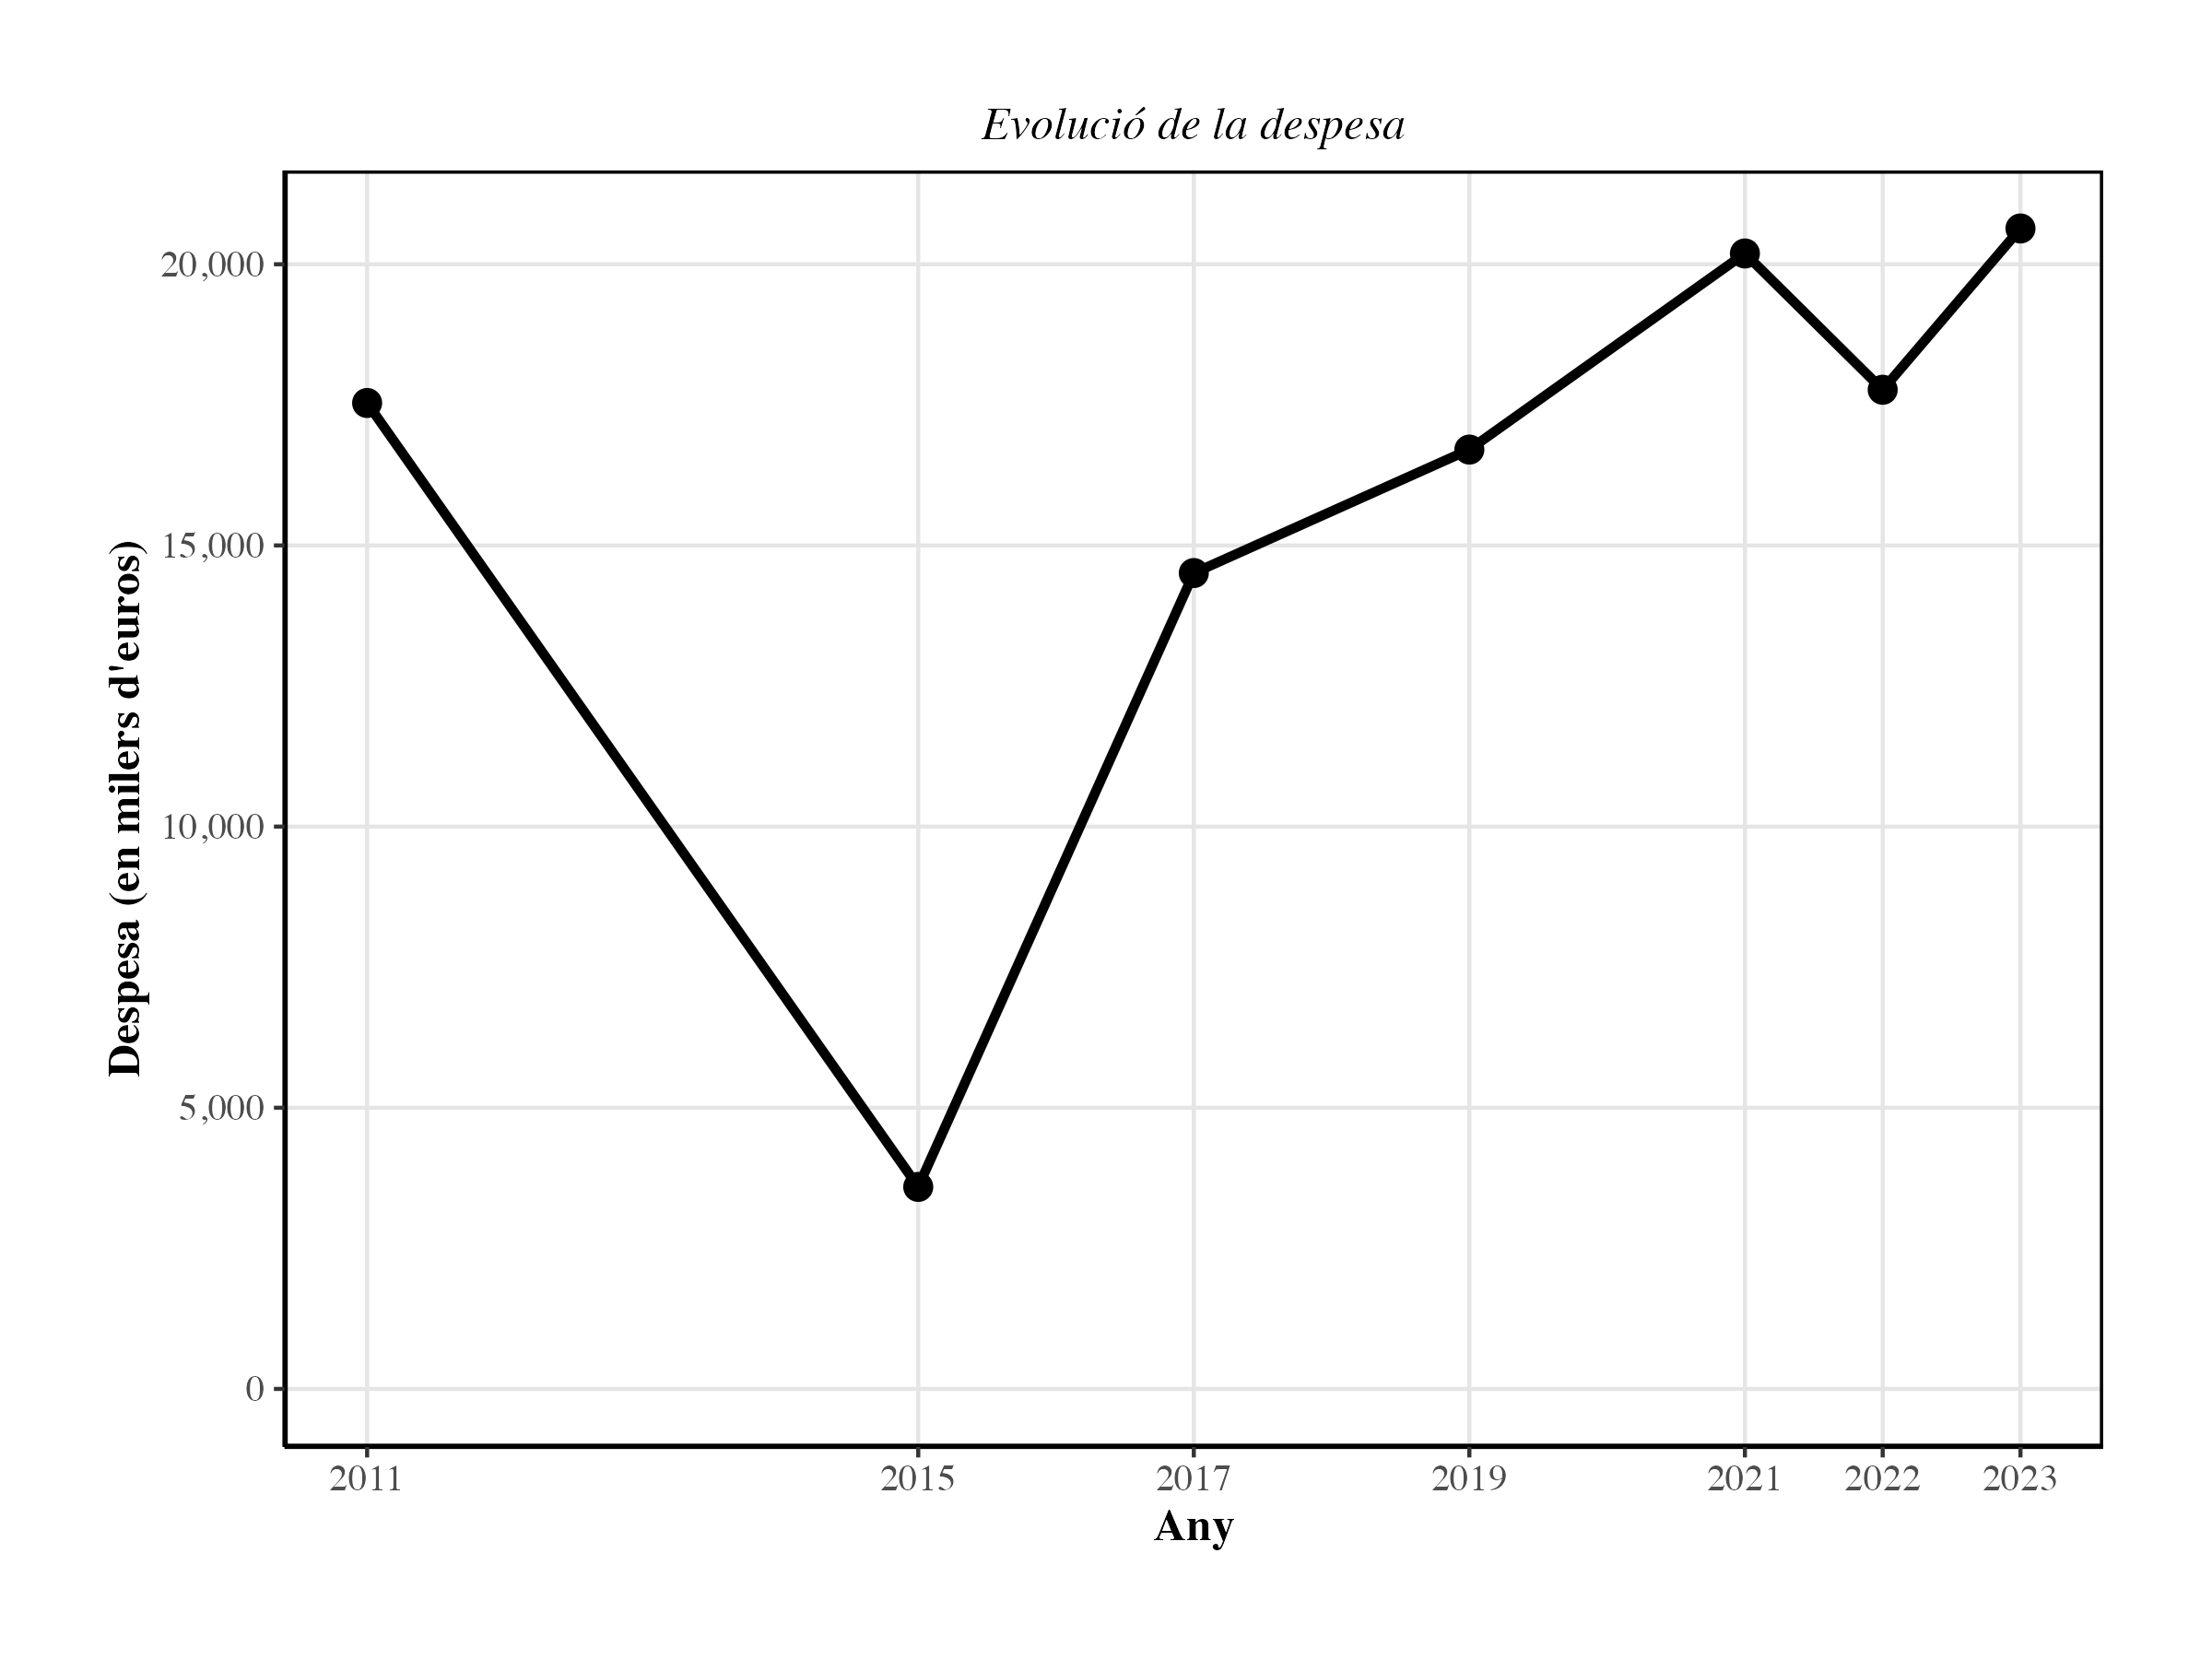 Evolució de la despesa
Despesa (en milers d'euros)
20,000
15,000
10,000
5,000
0
2011 2015 2017 2019 2021 2022 2023
Any